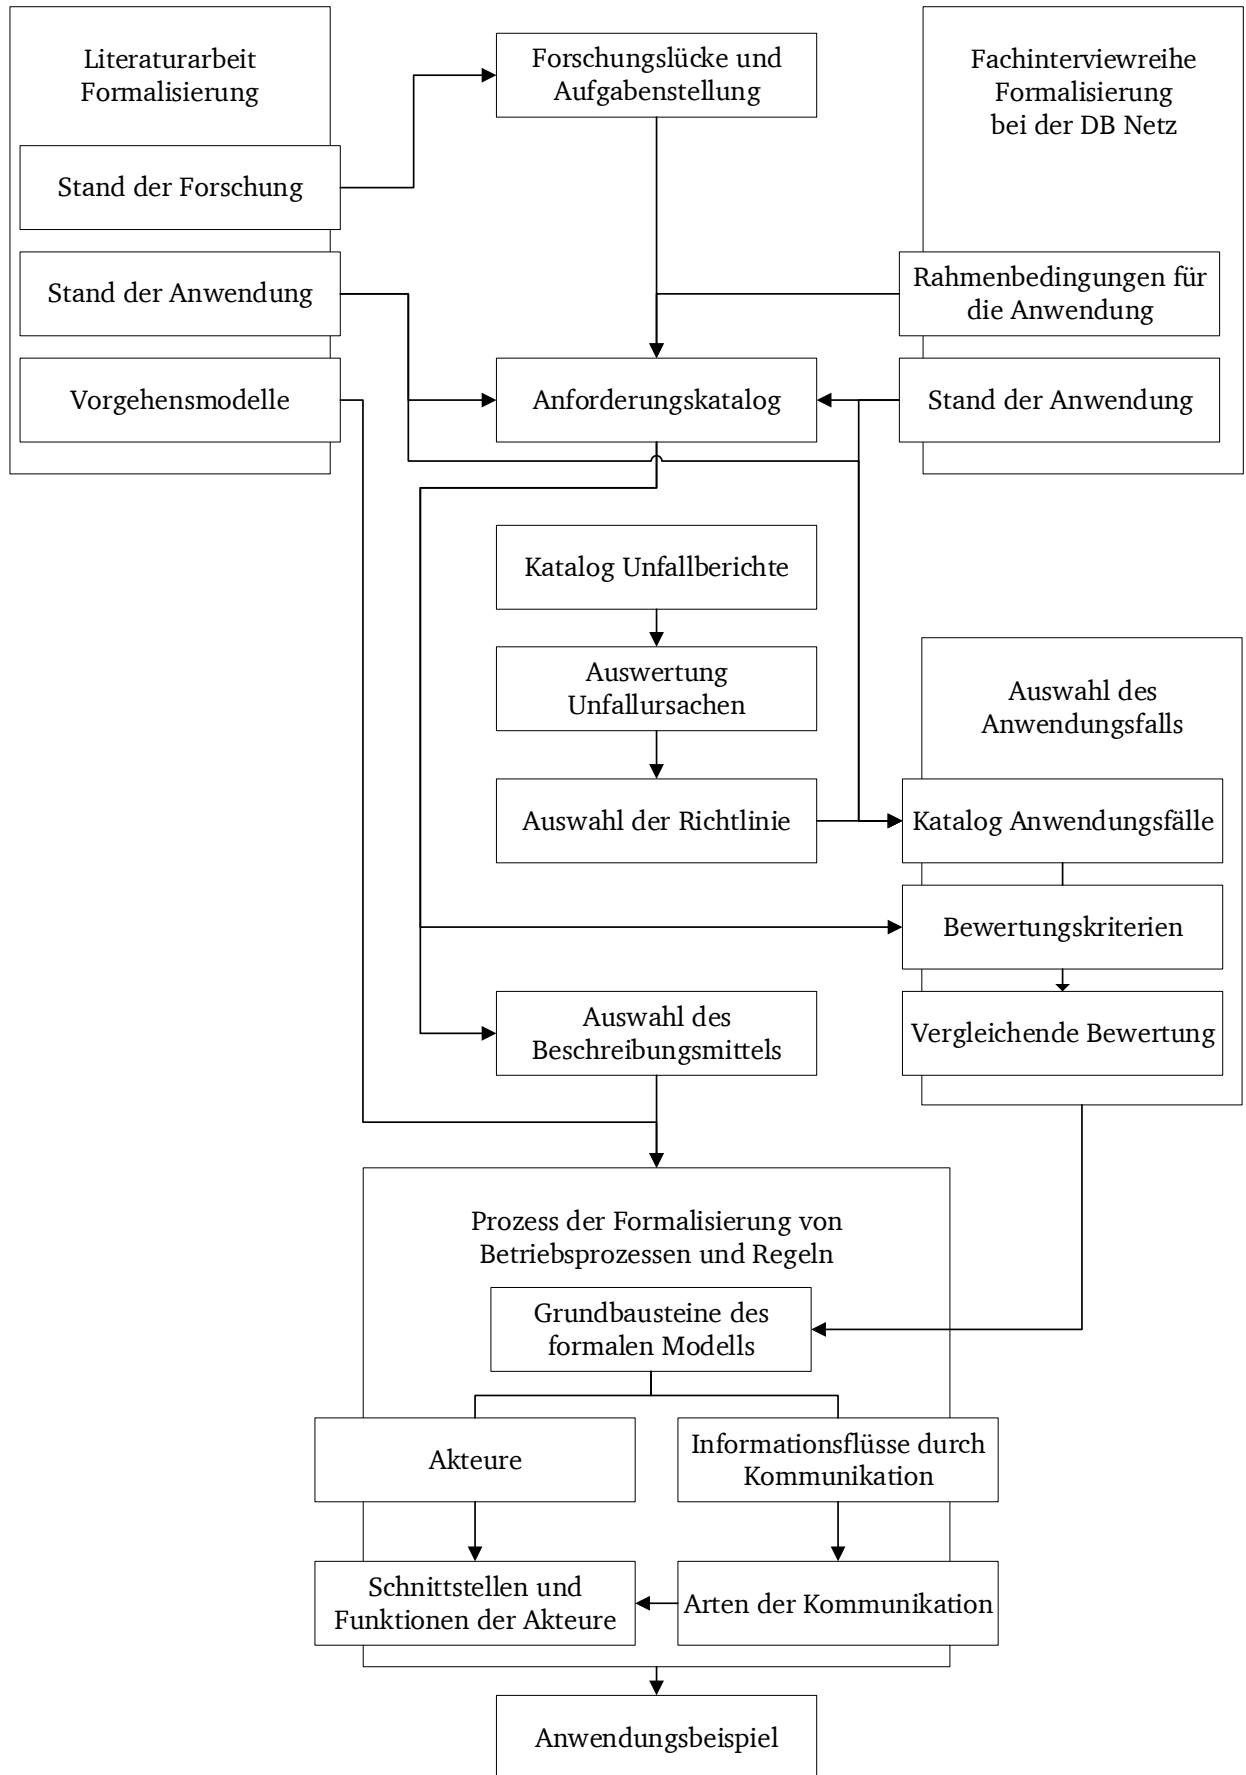 Literaturarbeit
Formalisierung
Stand der Forschung
Stand der Anwendung
Vorgehensmodelle
Forschungslücke und
Aufgabenstellung
Fachinterviewreihe
Formalisierung
bei der DB Netz
Rahmenbedingungen für
die Anwendung
Stand der Anwendung
Anforderungskatalog
Katalog Unfallberichte
Auswertung
Unfallursachen
Auswahl der Richtlinie
Auswahl des
Anwendungsfalls
Katalog Anwendungsfälle
Bewertungskriterien
Vergleichende Bewertung
Auswahl des
Beschreibungsmittels
Prozess der Formalisierung von
Betriebsprozessen und Regeln
Grundbausteine des
formalen Modells
Akteure
Informationsflüsse durch
Kommunikation
Schnittstellen und
Funktionen der Akteure
Arten der Kommunikation
Anwendungsbeispiel